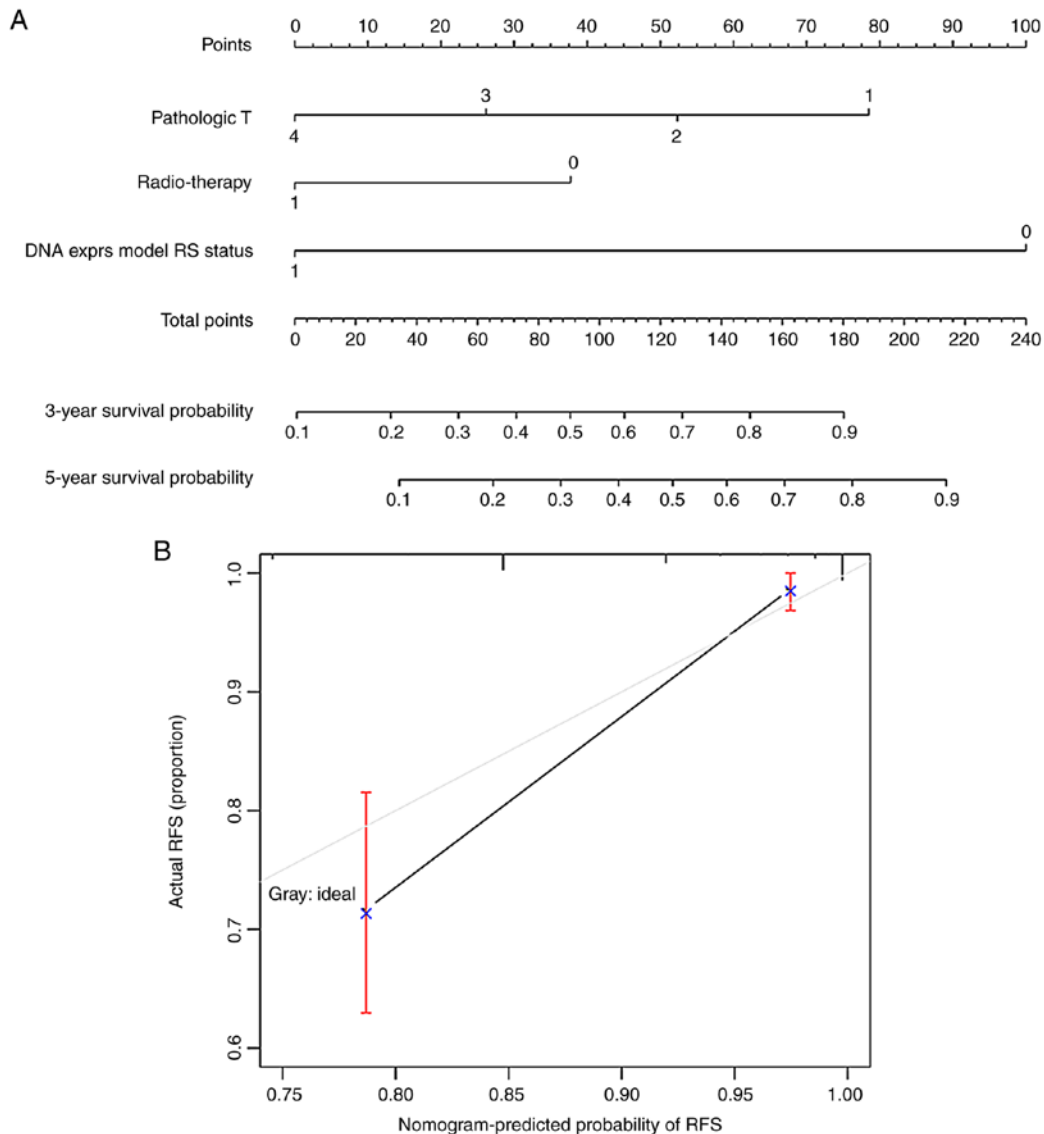 A
Points
0 10 20 30 40 50 60 70 80 90 100
Pathologic T
3 1
4 2
Radio-therapy
0
1
DNA exprs model RS status
0
1
Total points
0 20 40 60 80 100 120 140 160 180 200 220 240
3-year survival probability
0.1 0.2 0.3 0.4 0.5 0.6 0.7 0.8 0.9
5-year survival probability
0.1 0.2 0.3 0.4 0.5 0.6 0.7 0.8 0.9
B
Actual RFS (proportion)
1.0
0.9
0.8
0.7
0.6
Gray: ideal
0.75 0.80 0.85 0.90 0.95 1.00
Nomogram-predicted probability of RFS